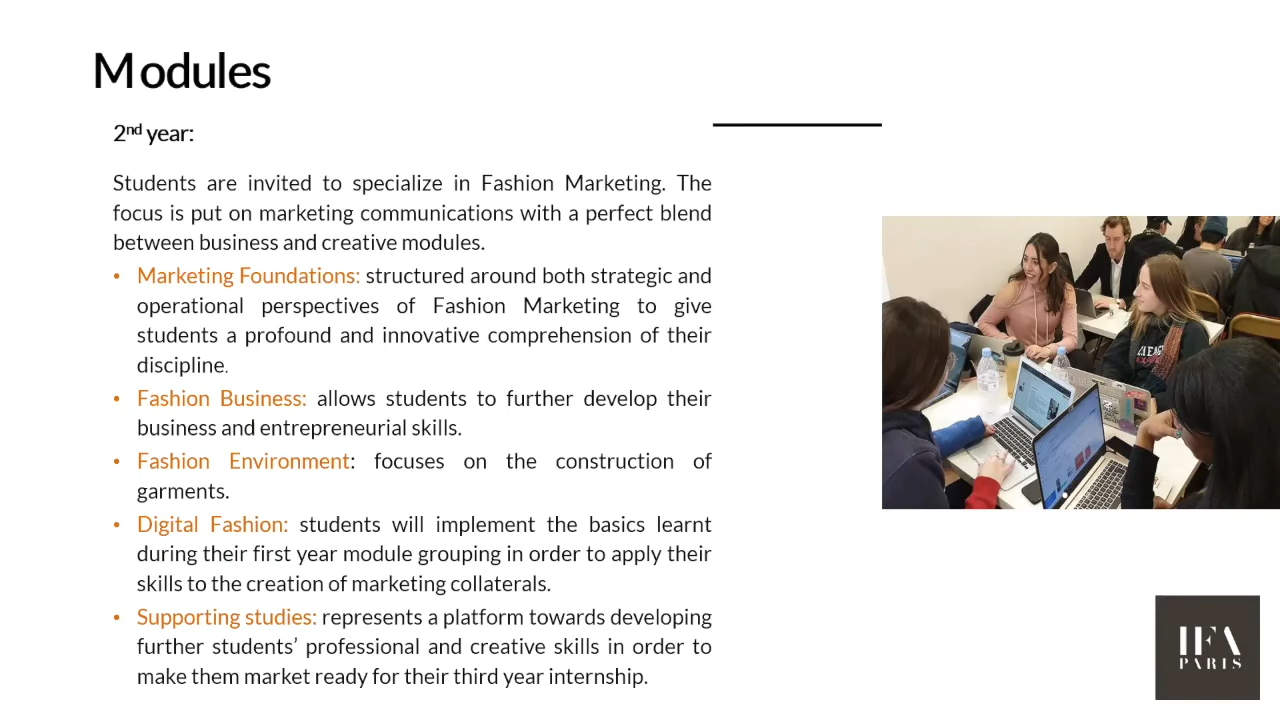 Modules
2nd year:
Students are invited to specialize in Fashion Marketing. The
focus is put on marketing communications with a perfect blend
between business and creative modules.
• Marketing Foundations: structured around both strategic and
operational perspectives of Fashion Marketing to give
students a profound and innovative comprehension of their
discipline.
• Fashion Business: allows students to further develop their
business and entrepreneurial skills.
• Fashion Environment: focuses on the construction of
garments.
• Digital Fashion: students will implement the basics learnt
during their first year module grouping in order to apply their
skills to the creation of marketing collaterals.
• Supporting studies: represents a platform towards developing
further students’ professional and creative skills in order to
make them market ready for their third year internship.
IFA
PARIS